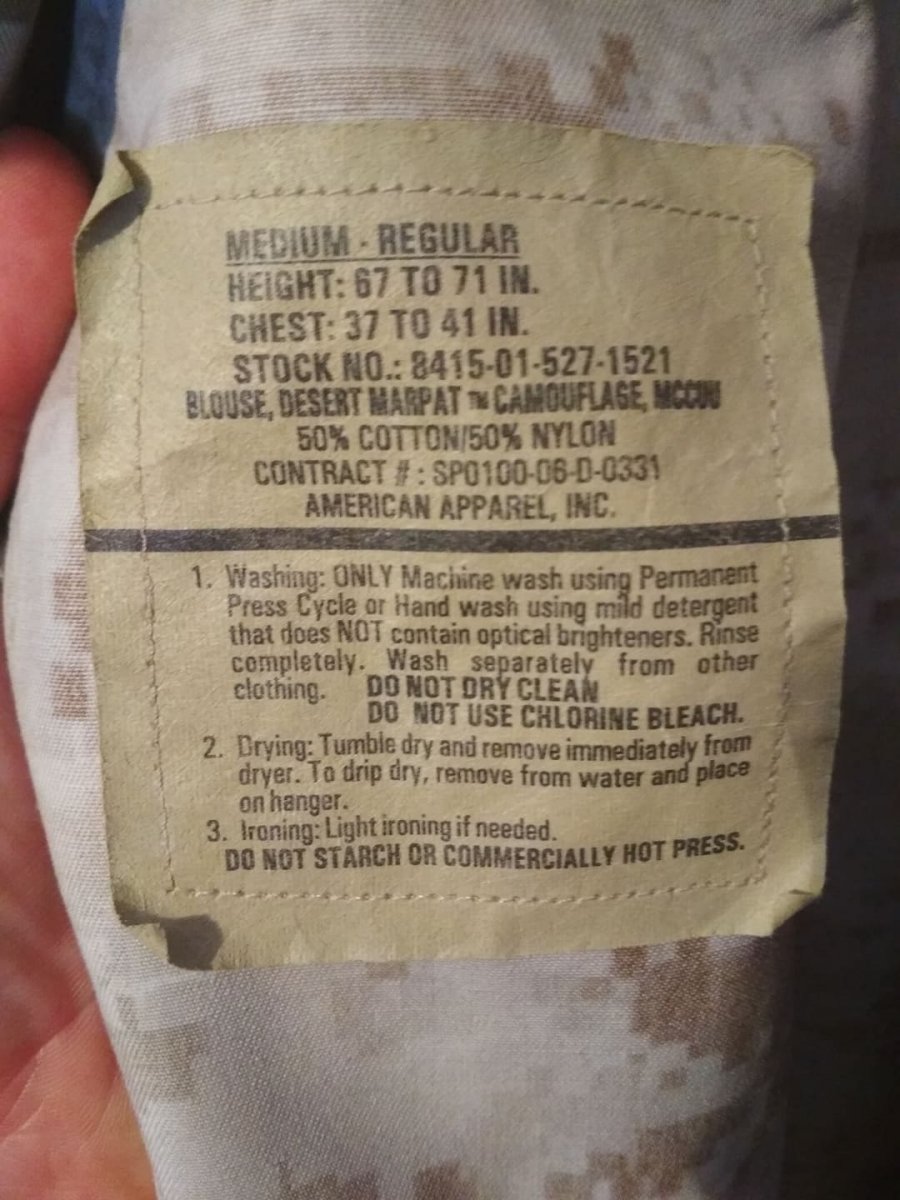 MEDIUM - REGULAR
HEIGHT: 67 TO 71 IN.
CHEST: 37 TO 41 IN.
STOCK NO.: 8415-01-527-1521
BLOUSE, DESERT MARPAT ™ CAMOUFLAGE, MCCUU
50% COTTON/50% NYLON
CONTRACT # : SP0100-06-D-0331
AMERICAN APPAREL, INC.
1. Washing: ONLY Machine wash using Permanent
Press Cycle or Hand wash using mild detergent
that does NOT contain optical brighteners. Rinse
completely. Wash separately from other
clothing. DO NOT DRY CLEAN
DO NOT USE CHLORINE BLEACH.
2. Drying: Tumble dry and remove immediately from
dryer. To drip dry, remove from water and place
on hanger.
3. Ironing: Light ironing if needed.
DO NOT STARCH OR COMMERCIALLY HOT PRESS.